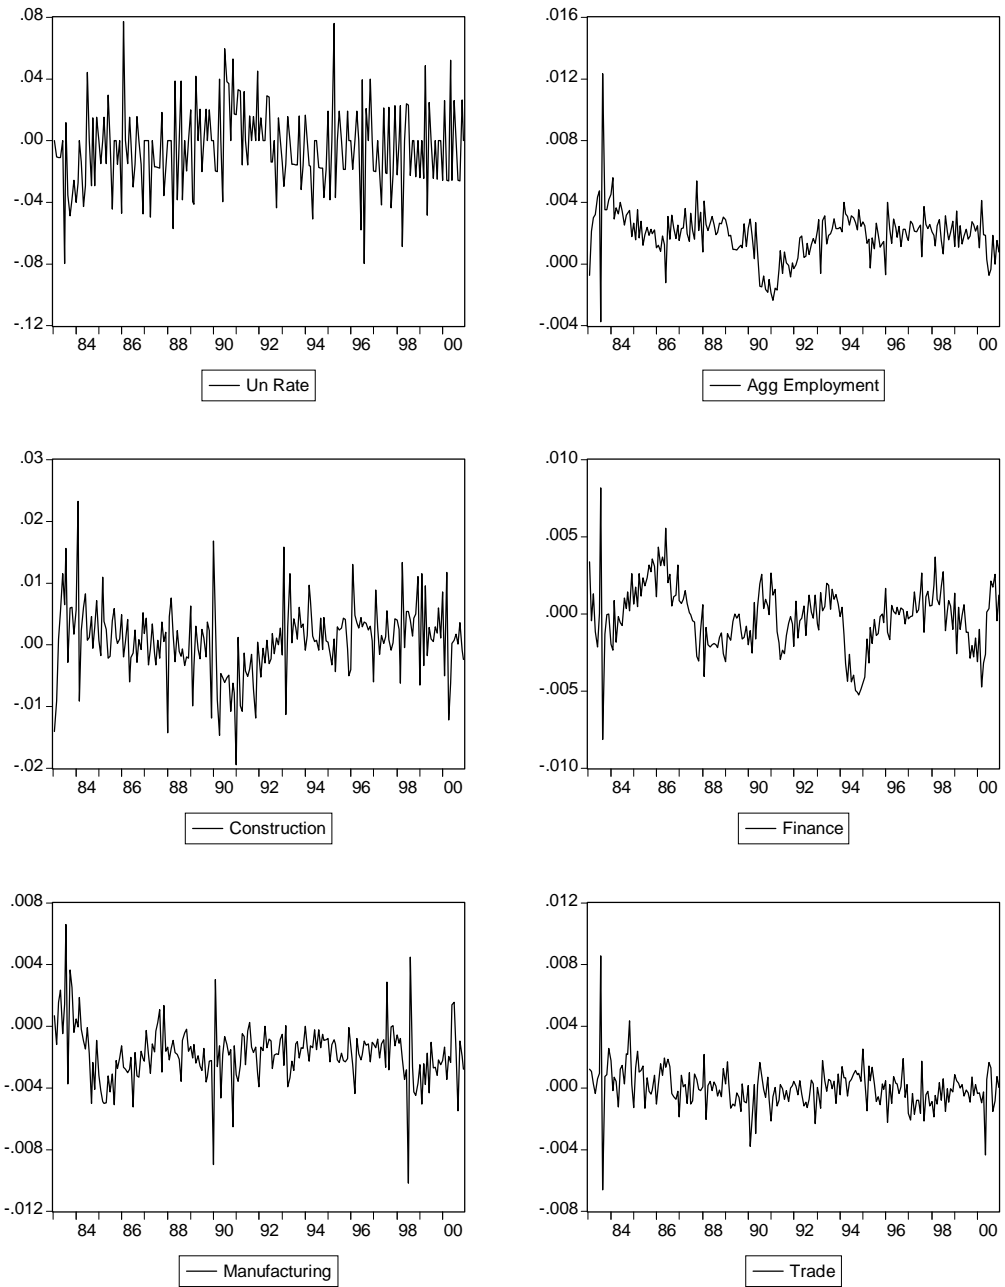 .08
.04
.00
-.04
-.08
-.12
84 86 88 90 92 94 96 98 00
Un Rate
.016
.012
.008
.004
.000
-.004
84 86 88 90 92 94 96 98 00
Agg Employment
.03
.02
.01
.00
-.01
-.02
84 86 88 90 92 94 96 98 00
Construction
.010
.005
.000
-.005
-.010
84 86 88 90 92 94 96 98 00
Finance
.008
.004
.000
-.004
-.008
-.012
84 86 88 90 92 94 96 98 00
Manufacturing
.012
.008
.004
.000
-.004
-.008
84 86 88 90 92 94 96 98 00
Trade